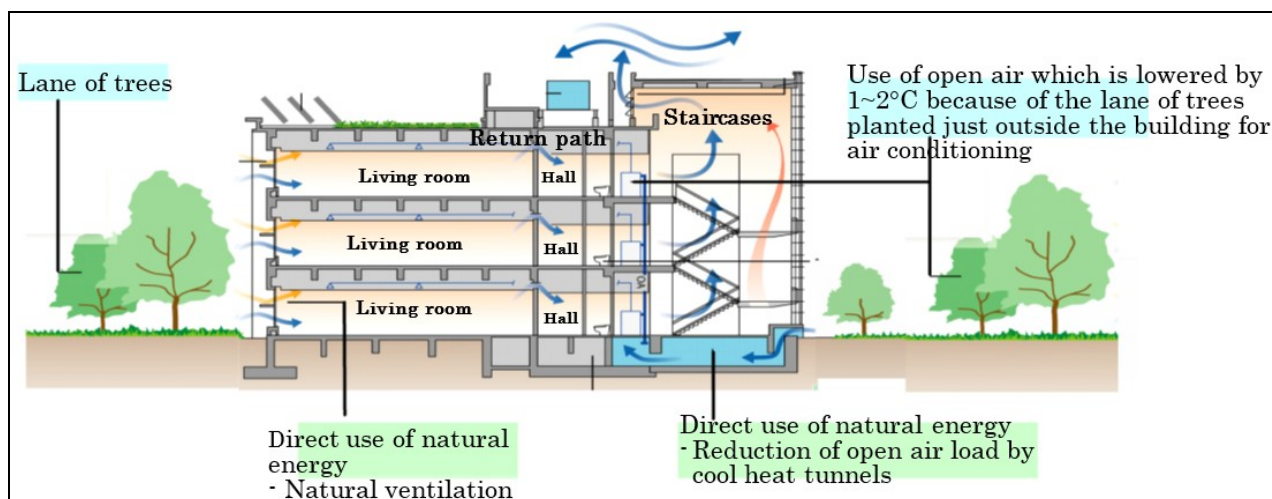 Lane of trees
Use of open air which is lowered by
1~2°C because of the lane of trees
planted just outside the building for
air conditioning
Staircases
Return path
Living room
Hall
Living room
Hall
Living room
Hall
OA
Direct use of natural
energy
- Natural ventilation
Direct use of natural energy
- Reduction of open air load by
cool heat tunnels